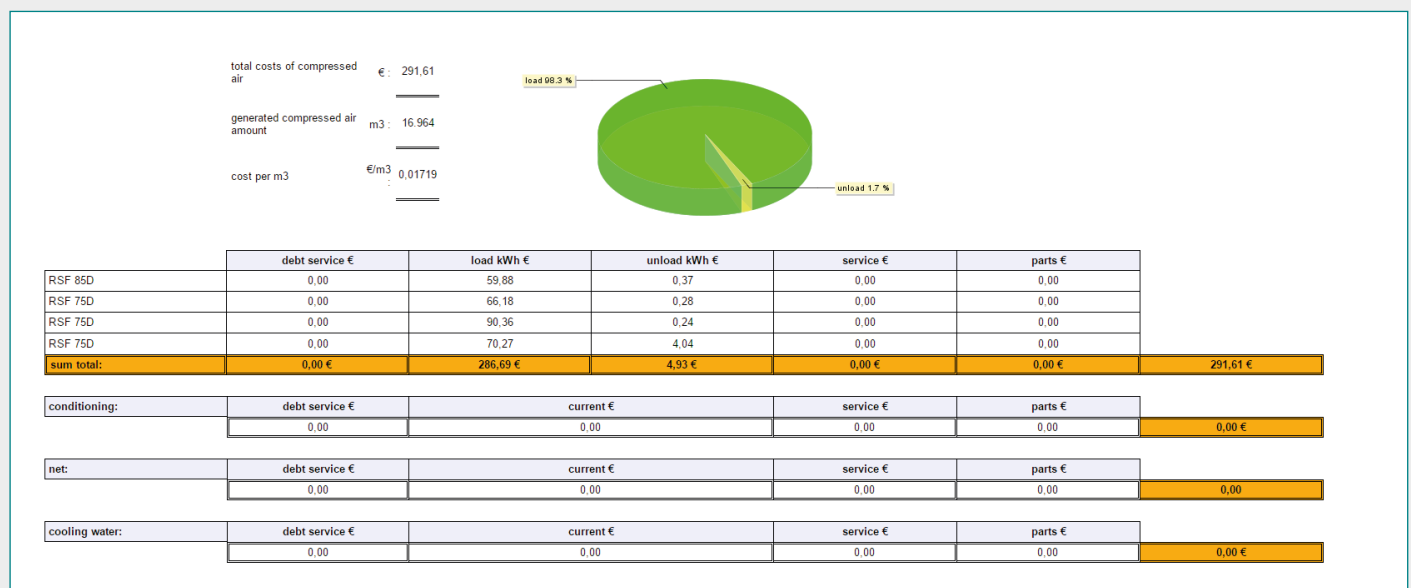 total costs of compressed
air
€ : 291,61
load 98.3 %
generated compressed air
amount
m3 : 16.964
cost per m3
€/m3
:
0,01719
unload 1.7 %
debt service € load kWh € unload kWh € service € parts €
RSF 85D 0,00 59,88 0,37 0,00 0,00
RSF 75D 0,00 66,18 0,28 0,00 0,00
RSF 75D 0,00 90,36 0,24 0,00 0,00
RSF 75D 0,00 70,27 4,04 0,00 0,00
sum total: 0,00 € 286,69 € 4,93 € 0,00 € 0,00 € 291,61 €
conditioning: debt service € current € service € parts €
0,00 0,00 0,00 0,00 0,00 €
net: debt service € current € service € parts €
0,00 0,00 0,00 0,00 0,00
cooling water: debt service € current € service € parts €
0,00 0,00 0,00 0,00 0,00 €